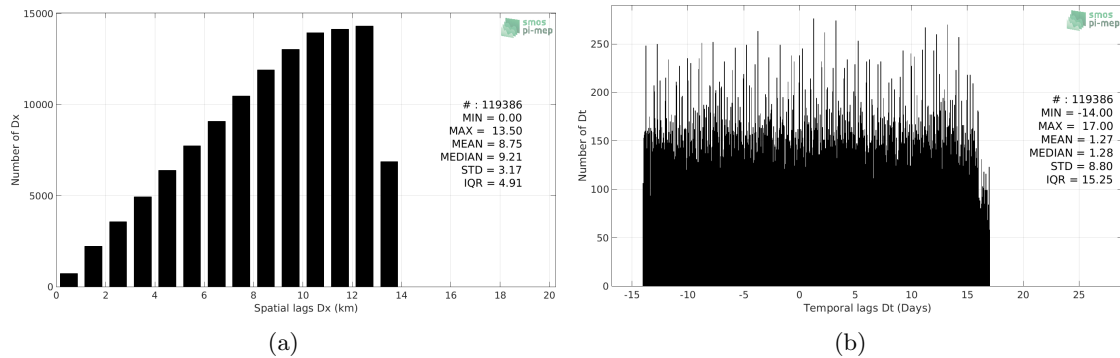 15000
10000
5000
0
Number of Dx
0
2
4
6
8
10
12
14
16
18
20
Spatial lags Dx (km)
smos
pi-mep
# : 119386
MIN = 0.00
MAX = 13.50
MEAN = 8.75
MEDIAN = 9.21
STD = 3.17
IQR = 4.91
(a)
250
200
150
100
50
0
Number of Dt
-15
-10
-5
0
5
10
15
20
25
Temporal lags Dt (Days)
smos
pi-mep
# : 119386
MIN = -14.00
MAX = 17.00
MEAN = 1.27
MEDIAN = 1.28
STD = 8.80
IQR = 15.25
(b)